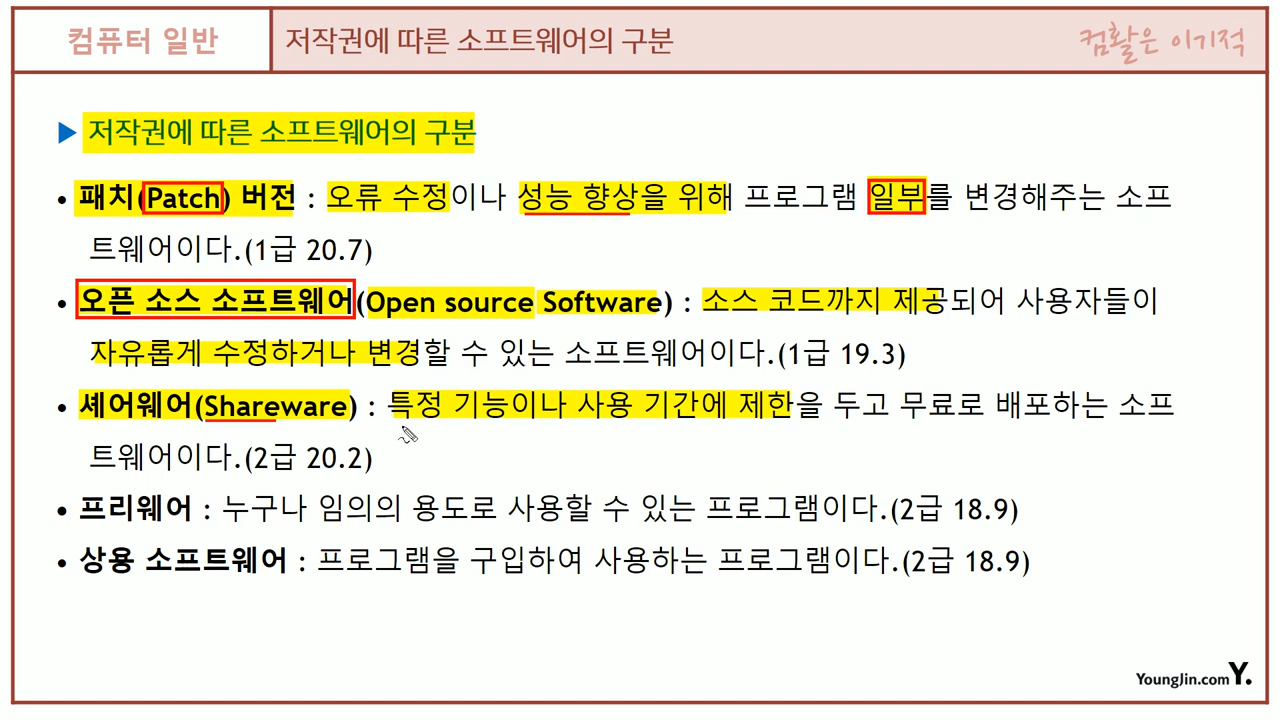 컴퓨터 일반
저작권에 따른 소프트웨어의 구분
컴활은 이기적
▶ 저작권에 따른 소프트웨어의 구분
• 패치(Patch) 버전 : 오류 수정이나 성능 향상을 위해 프로그램 일부를 변경해주는 소프
트웨어이다.(1급 20.7)
• 오픈 소스 소프트웨어(Open source Software) : 소스 코드까지 제공되어 사용자들이
자유롭게 수정하거나 변경할 수 있는 소프트웨어이다.(1급 19.3)
• 셰어웨어(Shareware) : 특정 기능이나 사용 기간에 제한을 두고 무료로 배포하는 소프
트웨어이다.(2급 20.2)
• 프리웨어 : 누구나 임의의 용도로 사용할 수 있는 프로그램이다.(2급 18.9)
• 상용 소프트웨어 : 프로그램을 구입하여 사용하는 프로그램이다.(2급 18.9)
YoungJin.com Y.